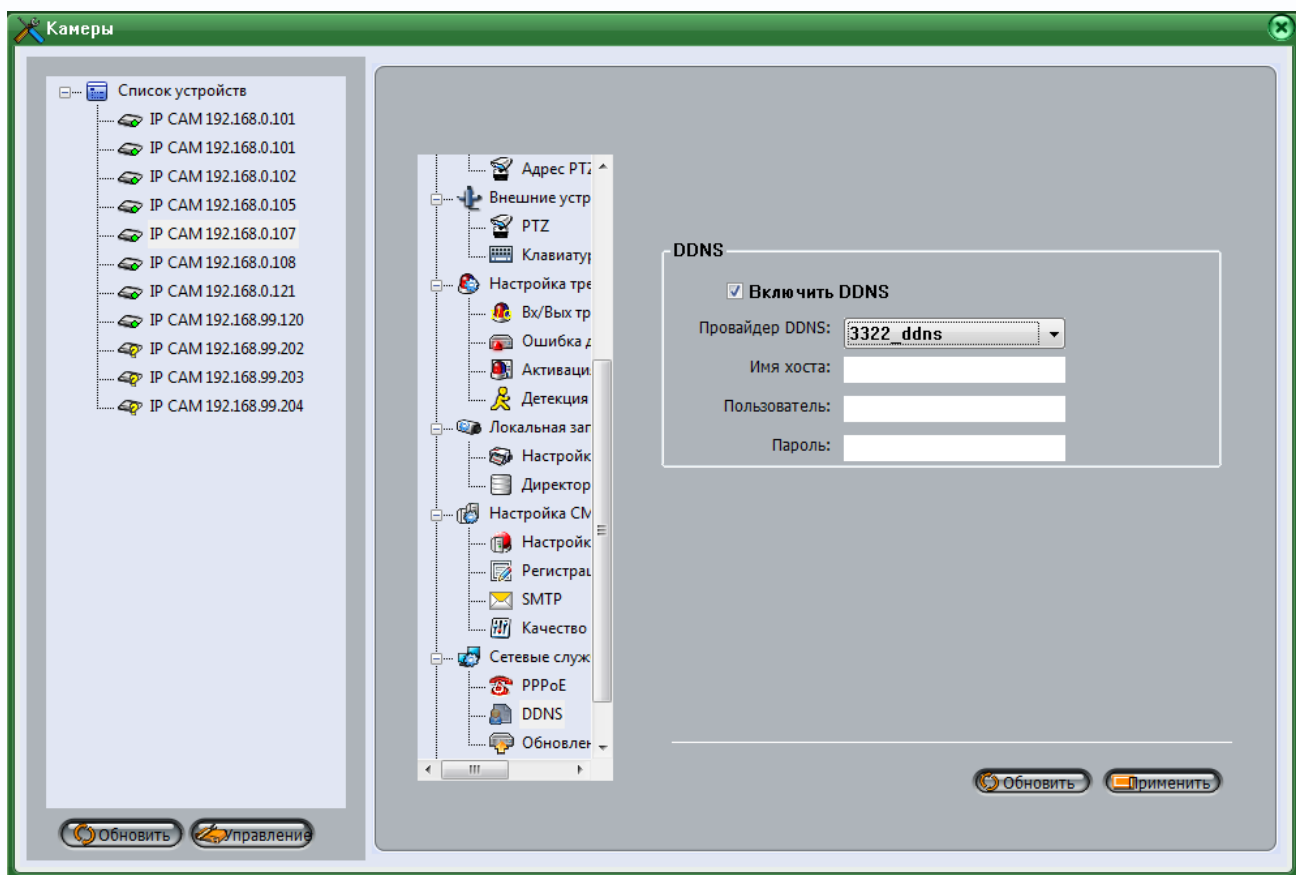 Камеры
Список устройств
IP CAM 192.168.0.101
IP CAM 192.168.0.101
IP CAM 192.168.0.102
IP CAM 192.168.0.105
IP CAM 192.168.0.107
IP CAM 192.168.0.108
IP CAM 192.168.0.121
IP CAM 192.168.99.120
IP CAM 192.168.99.202
IP CAM 192.168.99.203
IP CAM 192.168.99.204
Обновить
Управление
Адрес PTZ
Внешние устр
PTZ
Клавиатур
Настройка тре
Вх/Вых тр
Ошибка д
Активаци
Детекция
Локальная заг
Настройк
Директор
Настройка СМ
Настройк
Регистрац
SMTP
Качество
Сетевые служ
PPPoE
DDNS
Обновлен
DDNS
Включить DDNS
Провайдер DDNS:
3322_ddns
Имя хоста:
Пользователь:
Пароль:
Обновить
Применить